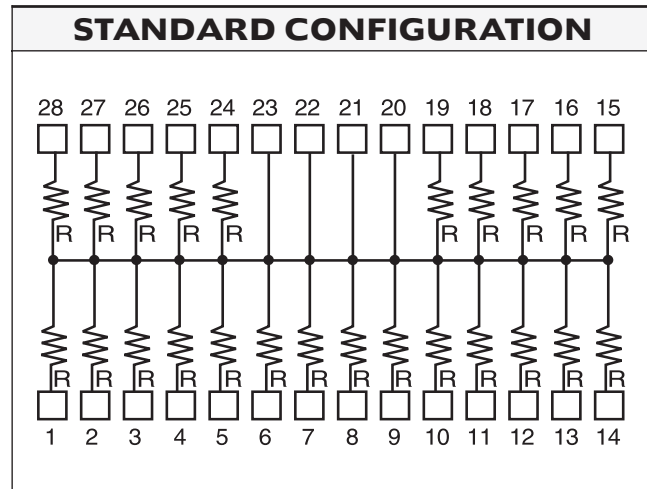 STANDARD CONFIGURATION
28 27 26 25 24 23 22 21 20 19 18 17 16 15
R R R R R R R R R R
R R R R R R R R R R R R R R
1 2 3 4 5 6 7 8 9 10 11 12 13 14